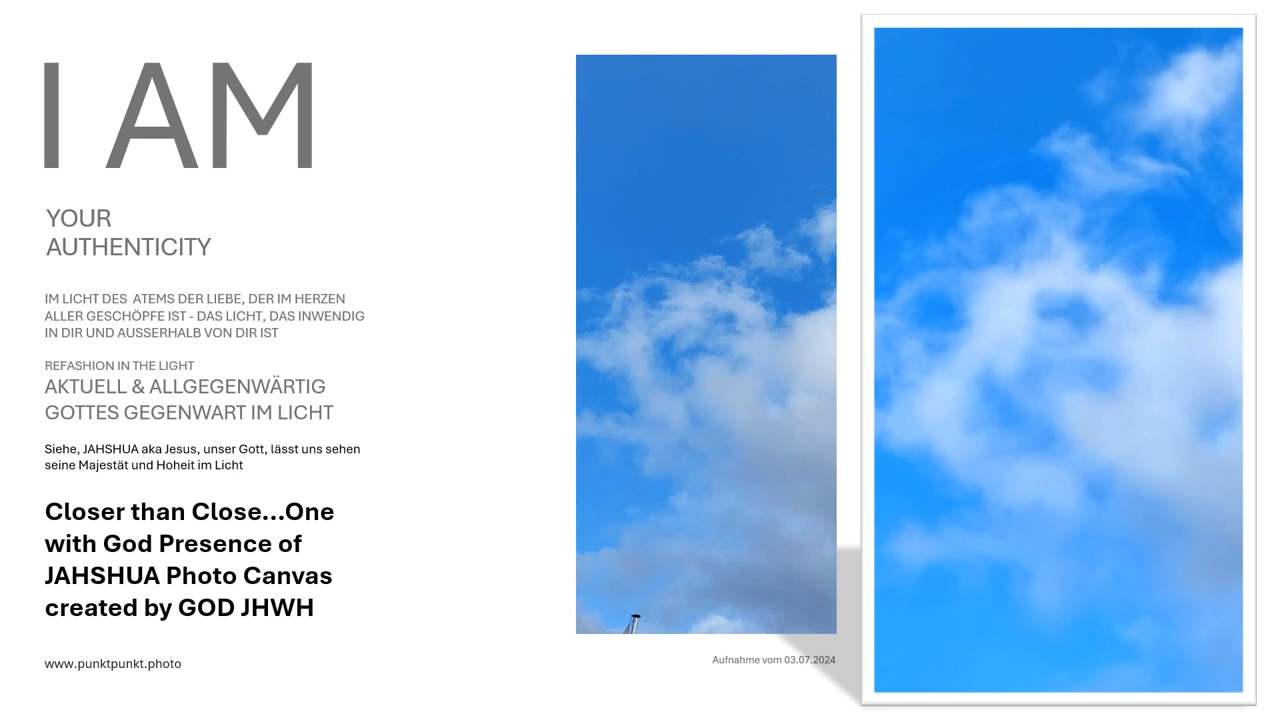 I AM
YOUR
AUTHENTICITY
IM LICHT DES  ATEMS DER LIEBE, DER IM HERZEN
ALLER GESCHÖPFE IST - DAS LICHT, DAS INWENDIG
IN DIR UND AUSSERHALB VON DIR IST
REFASHION IN THE LIGHT
AKTUELL & ALLGEGENWÄRTIG
GOTTES GEGENWART IM LICHT
Siehe, JAHSHUA aka Jesus, unser Gott, lässt uns sehen
seine Majestät und Hoheit im Licht
Closer than Close...One
with God Presence of
JAHSHUA Photo Canvas
created by GOD JHWH
www.punktpunkt.photo
Aufnahme vom 03.07.2024